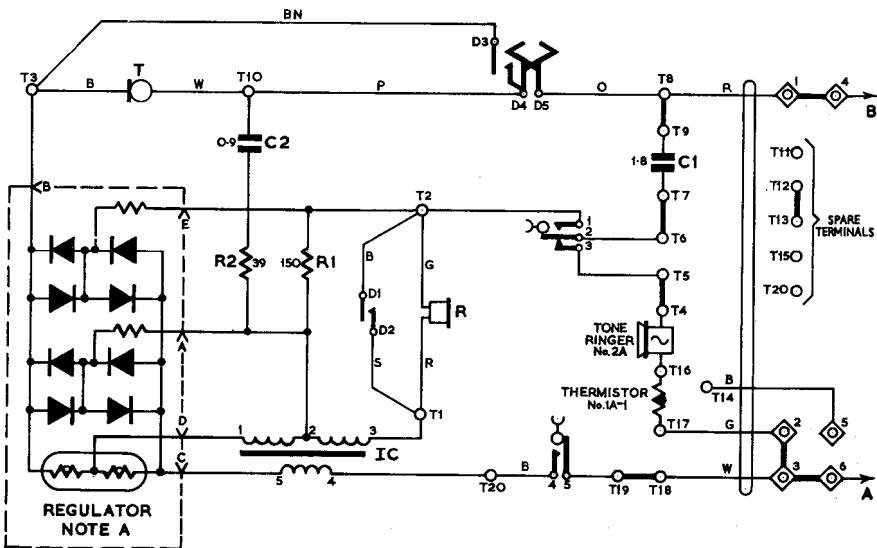 BN
D3
T3
B
T
W
T10
P
D4
D5
O
T8
R
1
4
B
T9
0·9
C2
1·8
C1
T7
T6
T11
T12
T13
T15
T20
SPARE TERMINALS
B
E
T2
1
2
3
R2
39
150
R1
B
G
D1
D2
S
R
R
T1
T5
T4
TONE
RINGER
No.2A
T16
THERMISTOR
No.1A-1
T17
B
T14
G
2
5
A
D
C
1
2
3
IC
5
4
T20
B
4
5
T19
T18
W
3
6
A
REGULATOR
NOTE A